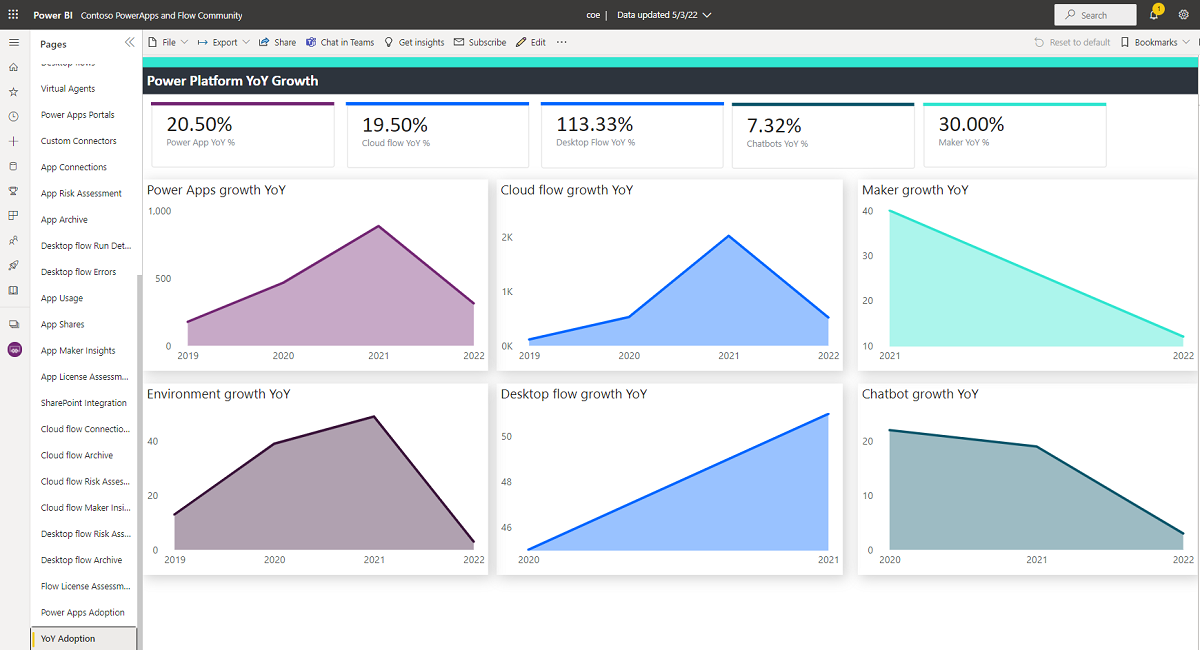 Power BI Contoso PowerApps and Flow Community coe | Data updated 5/3/22 Search 1
Pages File Export Share Chat in Teams Get insights Subscribe Edit ... Reset to default Bookmarks
Desktop flows
Virtual Agents
Power Apps Portals
Custom Connectors
App Connections
App Risk Assessment
App Archive
Desktop flow Run Det...
Desktop flow Errors
App Usage
App Shares
App Maker Insights
App License Assessm...
SharePoint Integration
Cloud flow Connectio...
Cloud flow Archive
Cloud flow Risk Asses...
Cloud flow Maker Insi...
Desktop flow Risk Ass...
Desktop flow Archive
Flow License Assessm...
Power Apps Adoption
YoY Adoption
Power Platform YoY Growth
20.50%
Power App YoY %
19.50%
Cloud flow YoY %
113.33%
Desktop Flow YoY %
7.32%
Chatbots YoY %
30.00%
Maker YoY %
Power Apps growth YoY
1,000
500
0
2019 2020 2021 2022
Cloud flow growth YoY
2K
1K
0K
2019 2020 2021 2022
Maker growth YoY
40
30
20
10
2021 2022
Environment growth YoY
40
20
0
2019 2020 2021 2022
Desktop flow growth YoY
50
48
46
2020 2021
Chatbot growth YoY
20
10
0
2020 2021 2022